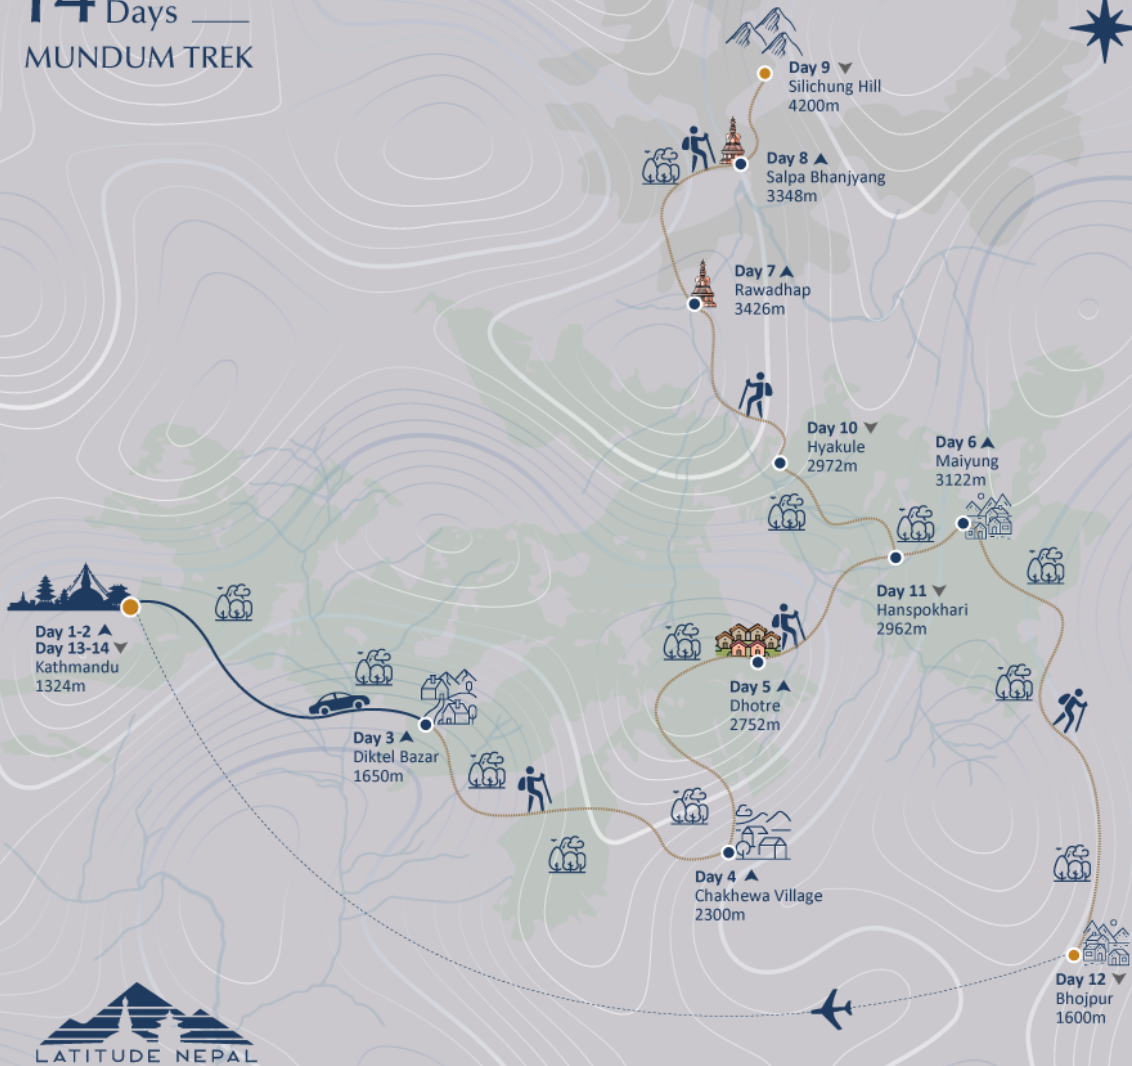 14 Days
MUNDUM TREK
Day 9
Silichung Hill
4200m
Day 8
Salpa Bhanjyang
3348m
Day 7
Rawadhap
3426m
Day 10
Hyakule
2972m
Day 6
Maiyung
3122m
Day 11
Hanspokhari
2962m
Day 1-2
Day 13-14
Kathmandu
1324m
Day 5
Dhotre
2752m
Day 3
Diktel Bazar
1650m
Day 4
Chakhewa Village
2300m
Day 12
Bhojpur
1600m
LATITUDE NEPAL